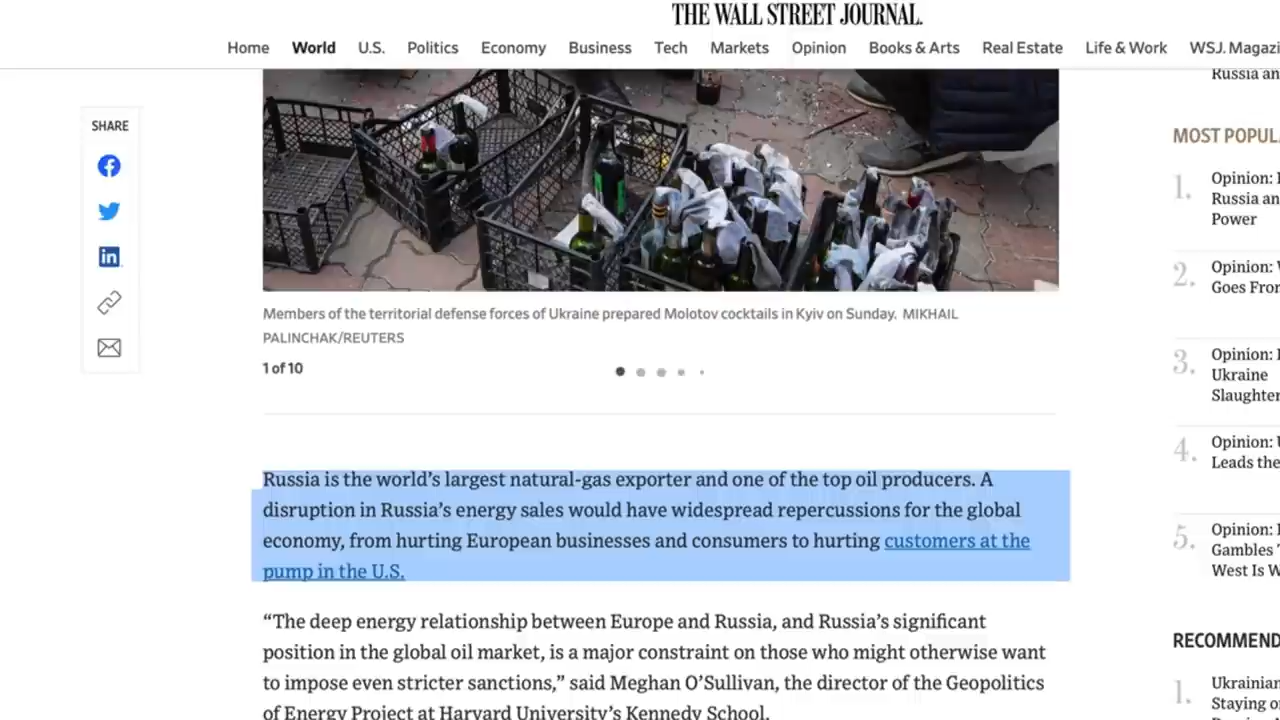 THE WALL STREET JOURNAL.
Home World U.S. Politics Economy Business Tech Markets Opinion Books & Arts Real Estate Life & Work WSJ.
SHARE
Members of the territorial defense forces of Ukraine prepared Molotov cocktails in Kyiv on Sunday. MIKHAIL
PALINCHAK/REUTERS
1 of 10
Russia is the world’s largest natural-gas exporter and one of the top oil producers. A
disruption in Russia’s energy sales would have widespread repercussions for the global
economy, from hurting European businesses and consumers to hurting customers at the
pump in the U.S.
“The deep energy relationship between Europe and Russia, and Russia’s significant
position in the global oil market, is a major constraint on those who might otherwise want
to impose even stricter sanctions,” said Meghan O’Sullivan, the director of the Geopolitics
of Energy Project at Harvard University’s Kennedy School.
Russia and
MOST
1. Opinion:
Russia and
Power
2. Opinion:
Goes
3. Opinion:
Ukraine
4. Opinion:
Leads the
5. Opinion:
Gambles
West Is
1.